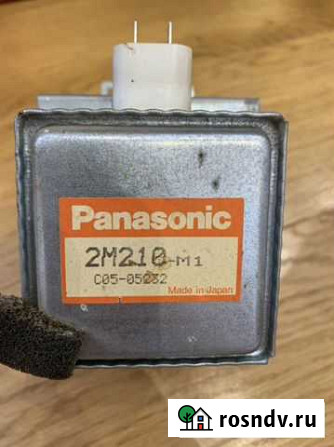 Panasonic
2M210-M1
C05-05232
Made in Japan
rosndv.ru